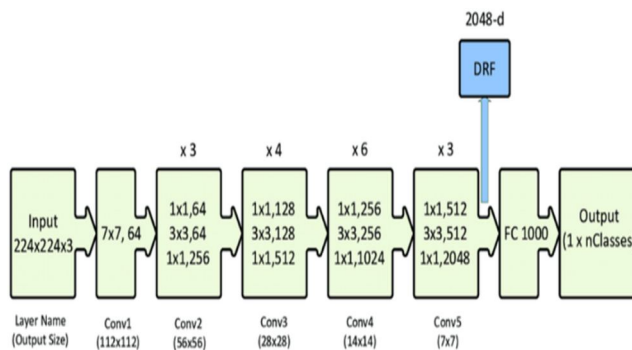 2048-d
DRF
x 3
x 4
x 6
x 3
Input
224x224x3
7x7, 64
1x1,64
3x3,64
1x1,256
1x1,128
3x3,128
1x1,512
1x1,256
3x3,256
1x1,1024
1x1,512
3x3,512
1x1,2048
FC 1000
Output
(1 x nClasses)
Layer Name
(Output Size)
Conv1
(112x112)
Conv2
(56x56)
Conv3
(28x28)
Conv4
(14x14)
Conv5
(7x7)